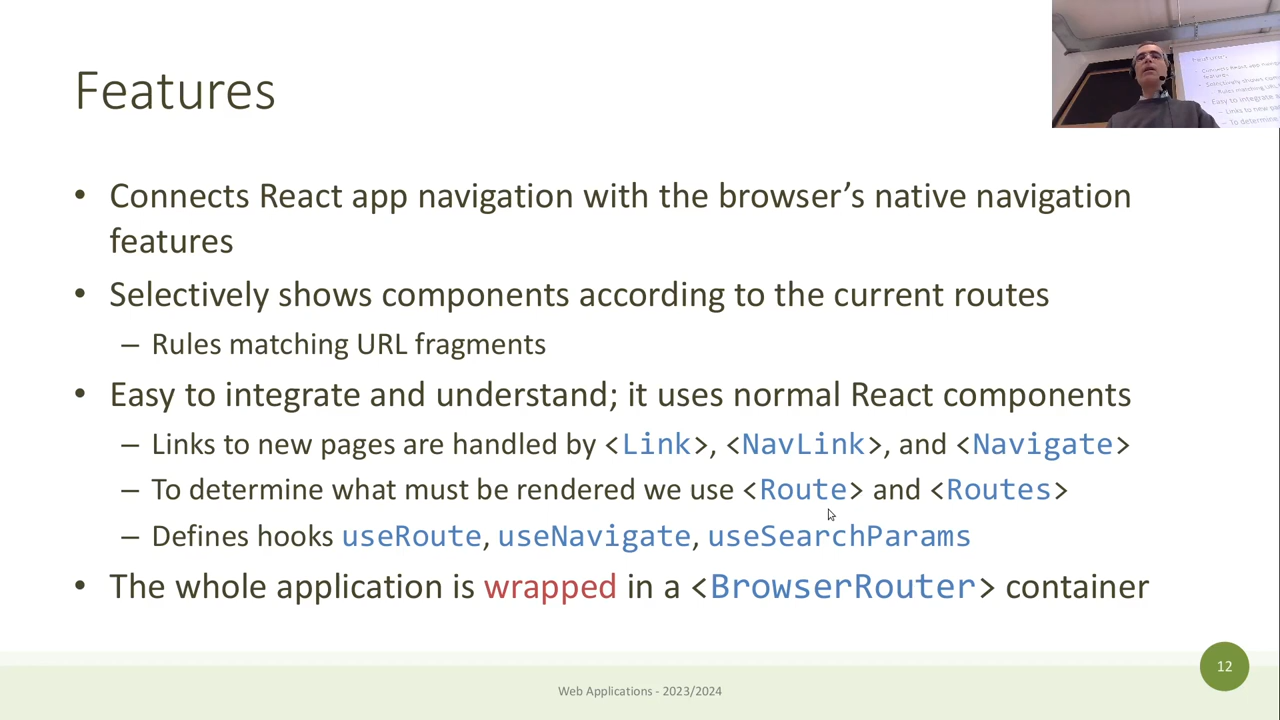 Features
• Connects React app navigation with the browser’s native navigation
features
• Selectively shows components according to the current routes
– Rules matching URL fragments
• Easy to integrate and understand; it uses normal React components
– Links to new pages are handled by <Link>, <NavLink>, and <Navigate>
– To determine what must be rendered we use <Route> and <Routes>
– Defines hooks useRoute, useNavigate, useSearchParams
• The whole application is wrapped in a <BrowserRouter> container
12
Web Applications - 2023/2024